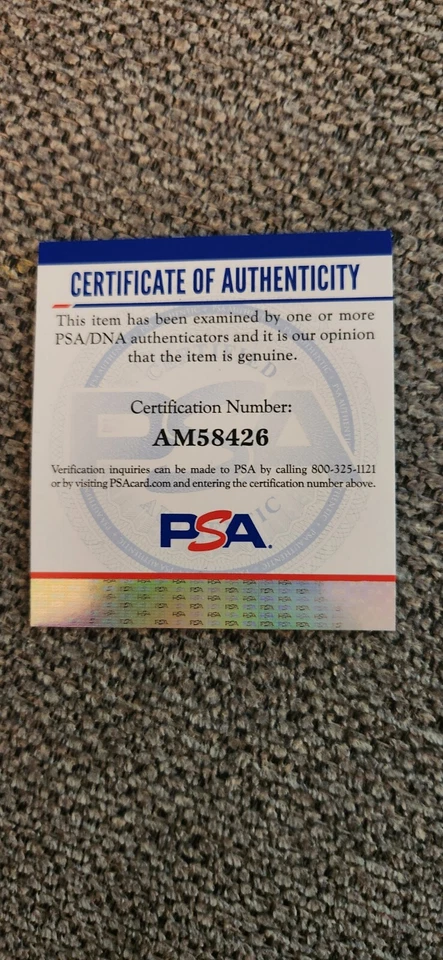 CERTIFICATE OF AUTHENTICITY
This item has been examined by one or more
PSA/DNA authenticators and it is our opinion
that the item is genuine.
Certification Number:
AM58426
Verification inquiries can be made to PSA by calling 800-325-1121
or by visiting PSAcard.com and entering the certification number above.
PSA.